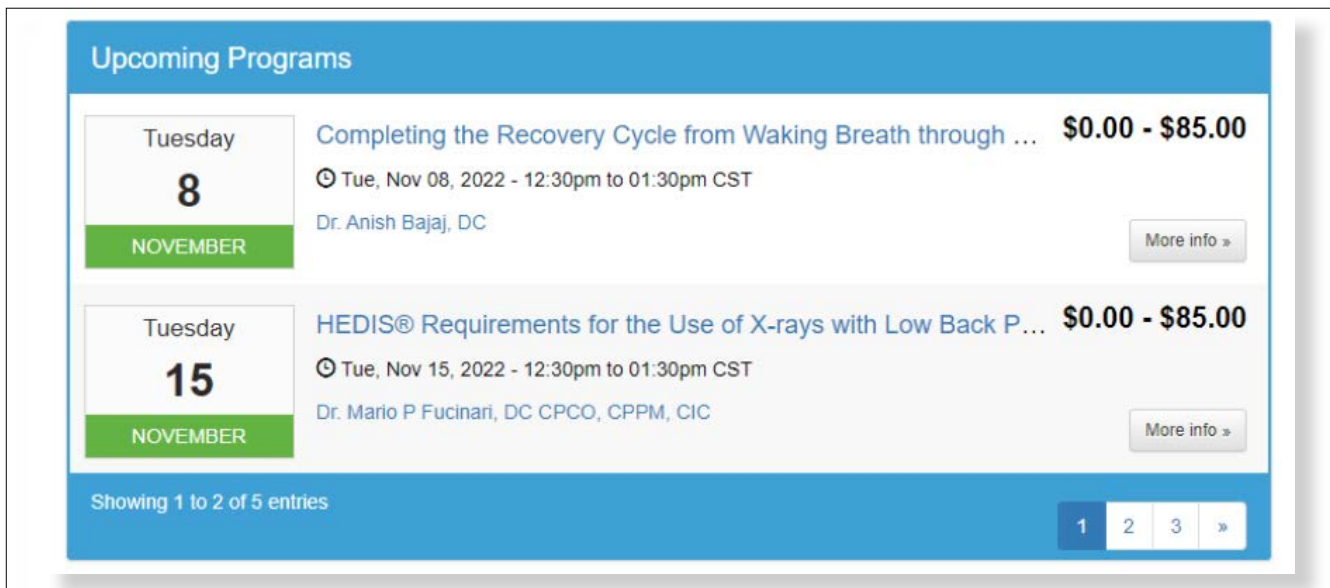 Upcoming Programs
Tuesday
8
NOVEMBER
Completing the Recovery Cycle from Waking Breath through ...
$0.00 - $85.00
Tue, Nov 08, 2022 - 12:30pm to 01:30pm CST
Dr. Anish Bajaj, DC
More info »
Tuesday
15
NOVEMBER
HEDIS® Requirements for the Use of X-rays with Low Back P...
$0.00 - $85.00
Tue, Nov 15, 2022 - 12:30pm to 01:30pm CST
Dr. Mario P Fucinari, DC CPCO, CPPM, CIC
More info »
Showing 1 to 2 of 5 entries
1 2 3 »